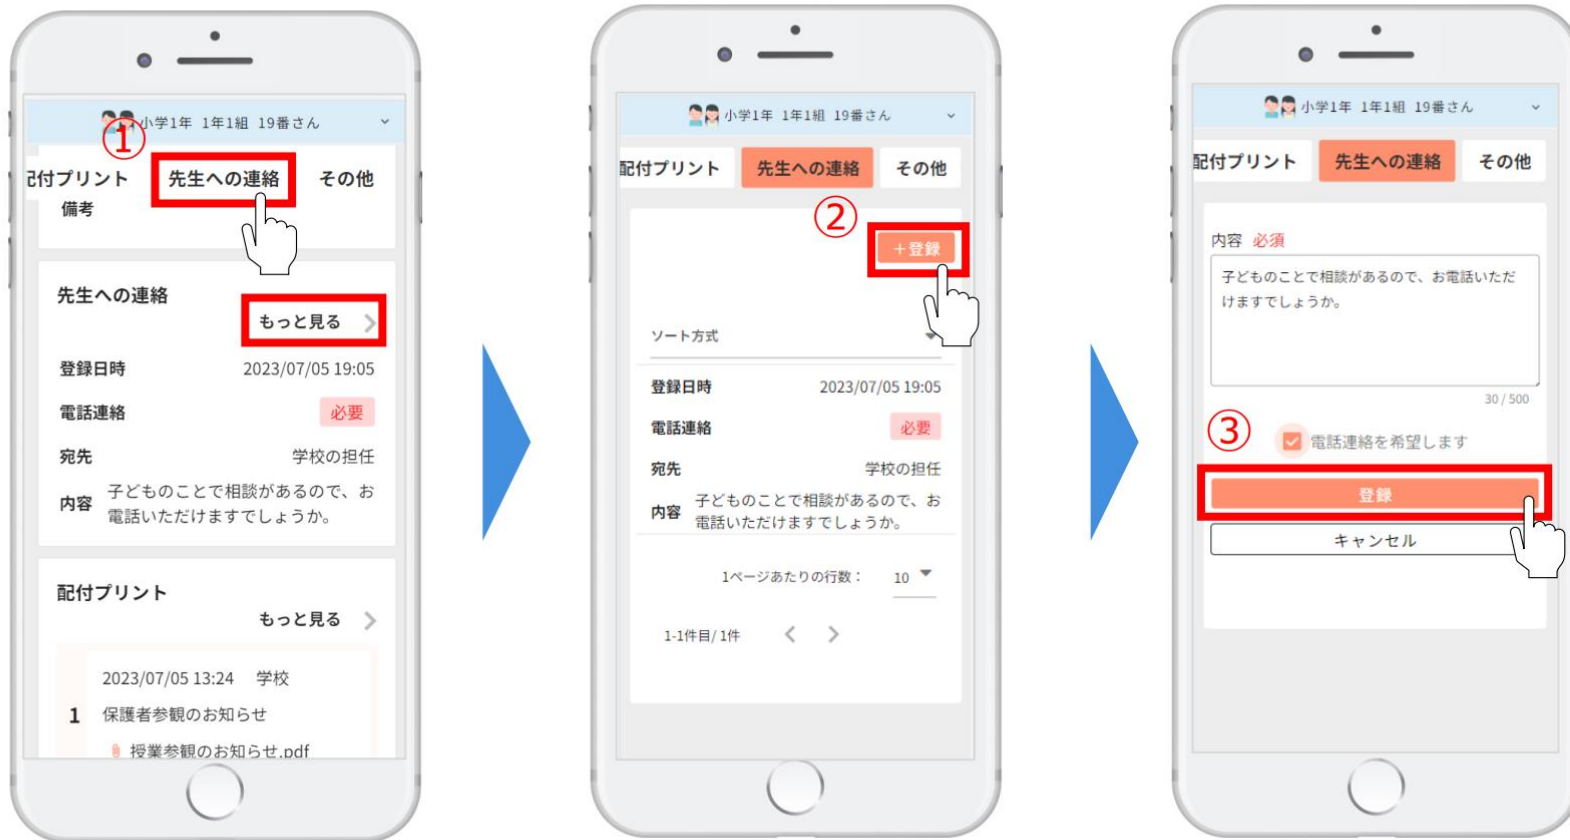 小学1年 1年1組 19番さん
①
配付プリント 先生への連絡 その他
備考
先生への連絡
もっと見る
登録日時 2023/07/05 19:05
電話連絡 必要
宛先 学校の担任
内容 子どものことで相談があるので、お
電話いただけますでしょうか。
配付プリント
もっと見る
2023/07/05 13:24 学校
1 保護者参観のお知らせ
授業参観のお知らせ.pdf
小学1年 1年1組 19番さん
配付プリント 先生への連絡 その他
②
+登録
ソート方式
登録日時 2023/07/05 19:05
電話連絡 必要
宛先 学校の担任
内容 子どものことで相談があるので、お
電話いただけますでしょうか。
1ページあたりの行数： 10
1-1件目/ 1件
小学1年 1年1組 19番さん
配付プリント 先生への連絡 その他
内容 必須
子どものことで相談があるので、お電話いただ
けますでしょうか。
30 / 500
③
電話連絡を希望します
登録
キャンセル